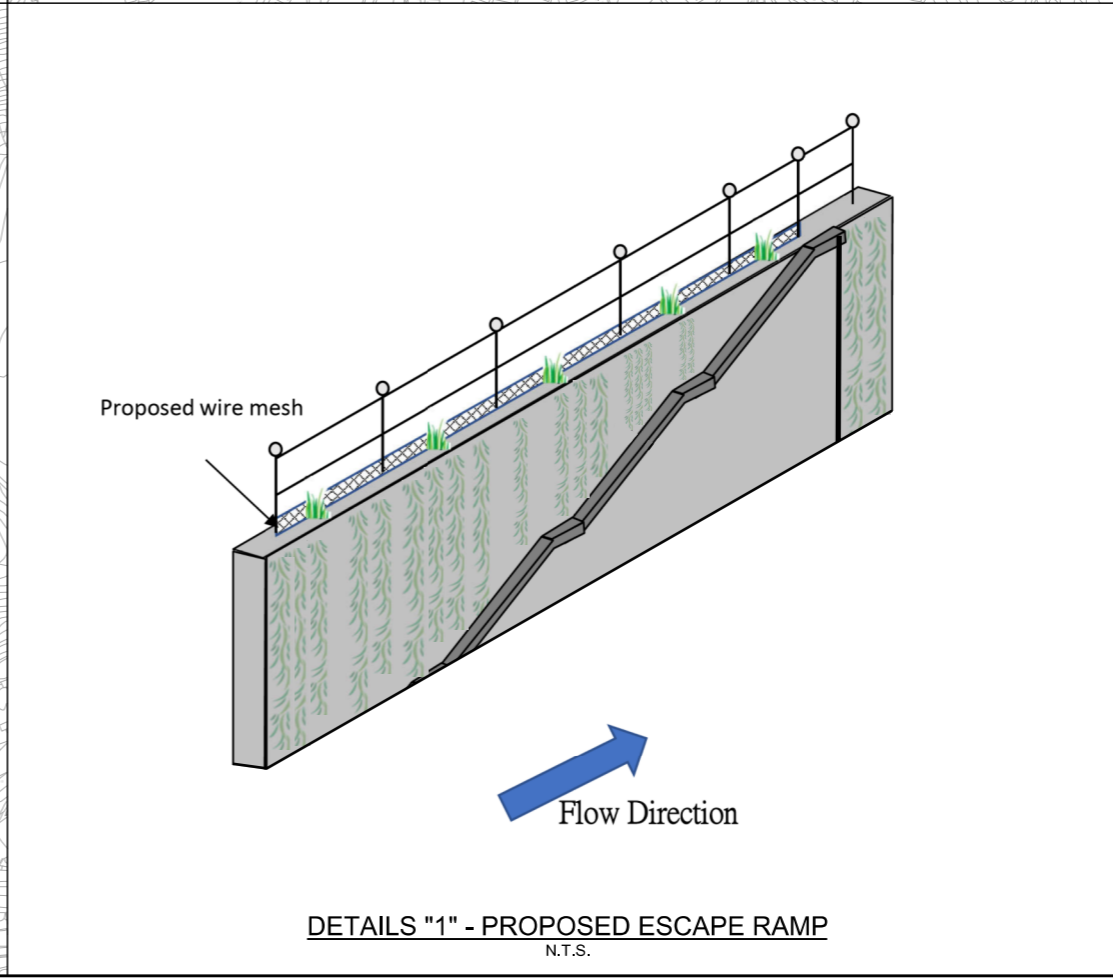 Proposed wire mesh
Flow Direction
DETAILS "1" - PROPOSED ESCAPE RAMP
N.T.S.